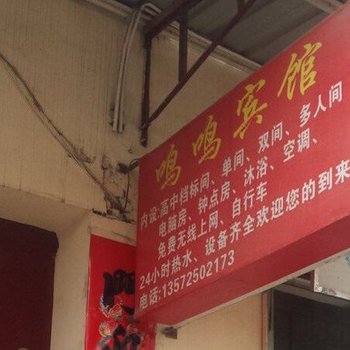 鸣鸣宾馆
内设:高中档标间、单间、双间、多人间
电脑房、钟点房、沐浴、空调、
免费无线上网、自行车
24小时热水、设备齐全欢迎您的到来
电话:13572502173